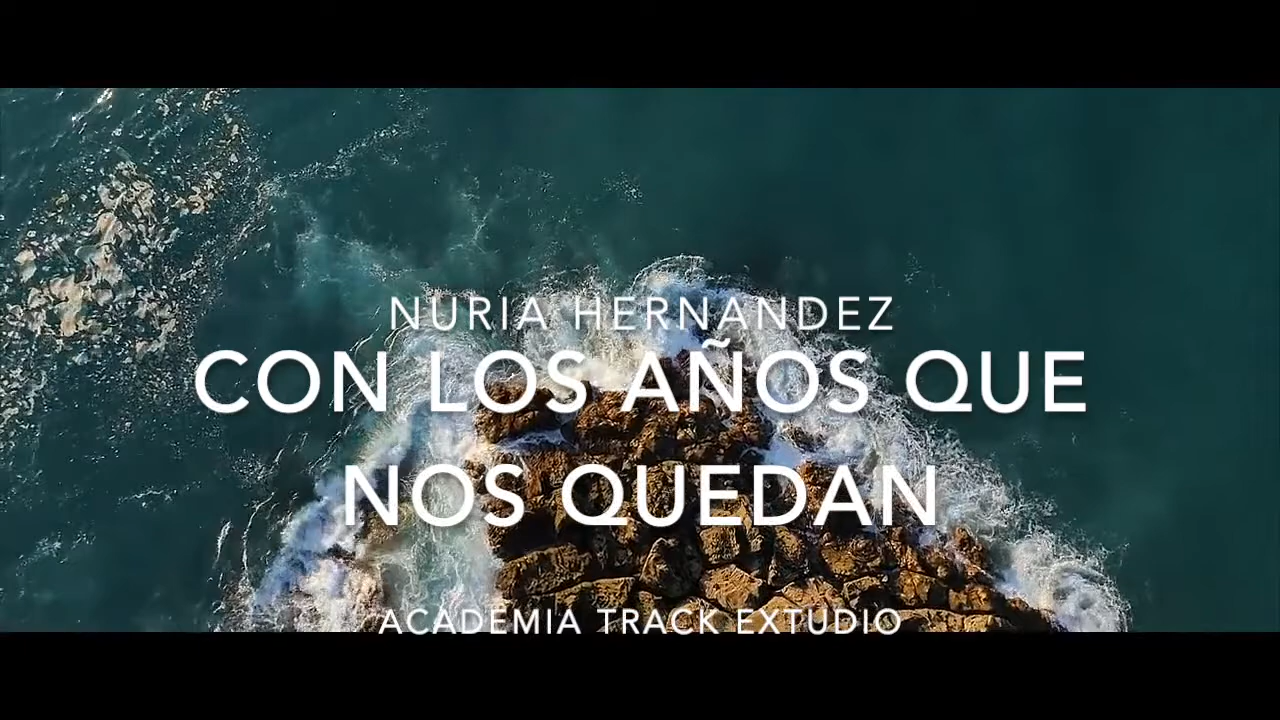 NURIA HERNANDEZ
CON LOS AÑOS QUE
NOS QUEDAN
ACADEMIA TRACK EXTUDIO